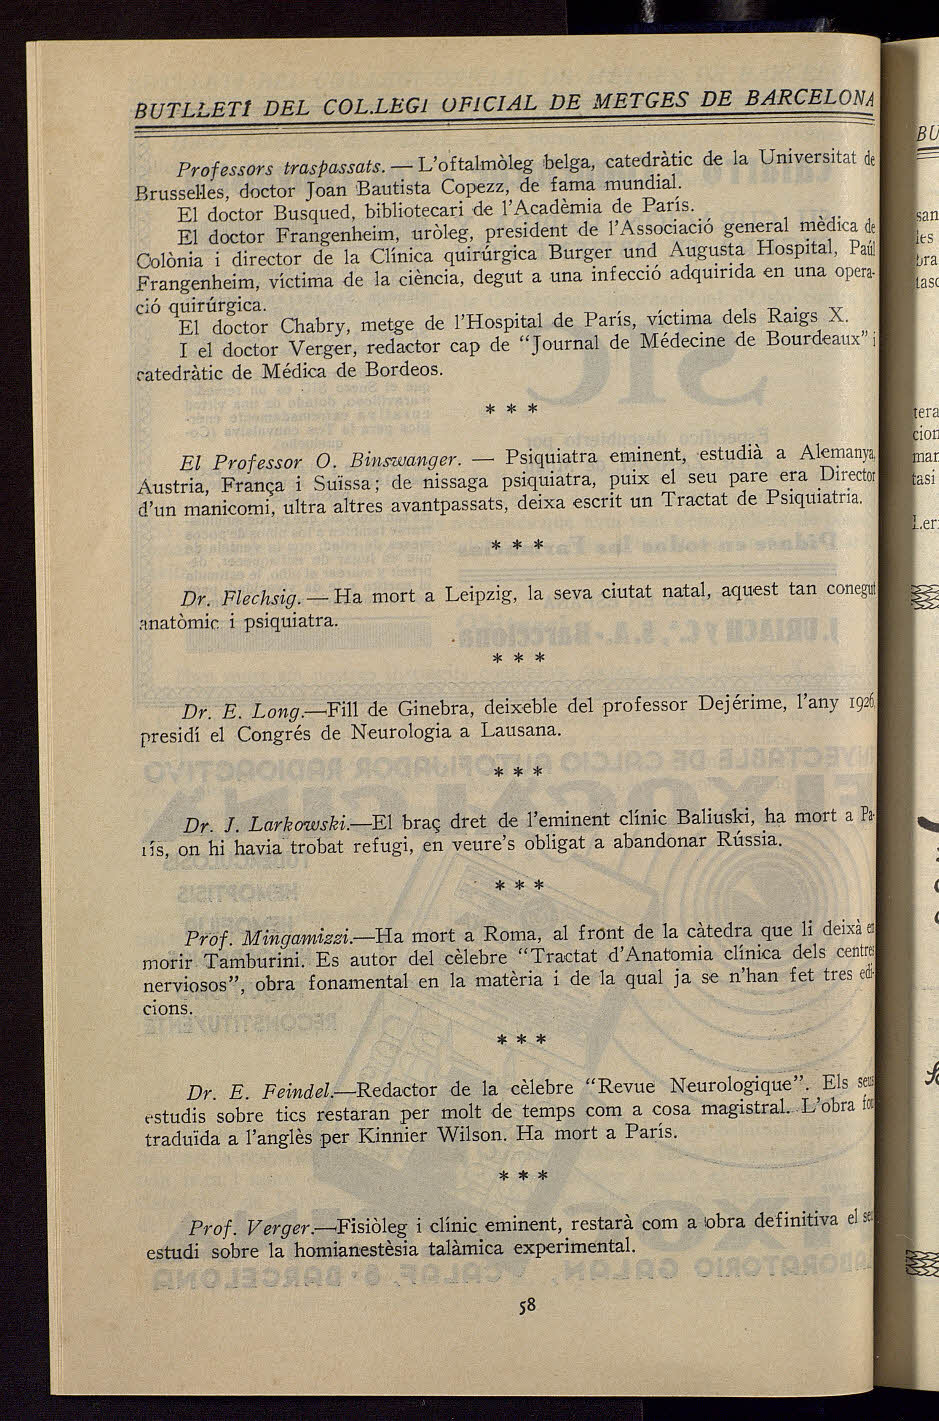 BUTLLETÍ DEL COL.LEGI OFICIAL DE METGES DE BARCELONA
Professors traspassats. — L'oftalmòleg belga, catedràtic de la Universitat de
Brusselles, doctor Joan Bautista Copezz, de fama mundial.
El doctor Busqued, bibliotecari de l'Acadèmia de París.
El doctor Frangenheim, uròleg, president de l'Associació general mèdica de
Colònia i director de la Clínica quirúrgica Burger und Augusta Hospital, Paúl
Frangenheim, víctima de la ciència, degut a una infecció adquirida en una opera-
ció quirúrgica.
El doctor Chabry, metge de l'Hospital de París, víctima dels Raigs X.
I el doctor Verger, redactor cap de "Journal de Médecine de Bourdeaux" i
catedràtic de Médica de Bordeos.
* * *
El Professor O. Binswanger. — Psiquiatra eminent, estudià a Alemanya,
Austria, França i Suïssa; de nissaga psiquiatra, puix el seu pare era Director
d'un manicomi, ultra altres avantpassats, deixa escrit un Tractat de Psiquiatria.
* * *
Dr. Flechsig. — Ha mort a Leipzig, la seva ciutat natal, aquest tan conegut
anatòmic i psiquiatra.
* * *
Dr. E. Long.—Fill de Ginebra, deixeble del professor Dejérime, l'any 1926,
presidí el Congrés de Neurologia a Lausana.
* * *
Dr. J. Larkowski.—El braç dret de l'eminent clínic Baliuski, ha mort a Pa-
rís, on hi havia trobat refugi, en veure's obligat a abandonar Rússia.
* * *
Prof. Mingamizzi.—Ha mort a Roma, al front de la càtedra que li deixà en
morir Tamburini. Es autor del cèlebre "Tractat d'Anatomia clínica dels centres
nerviosos", obra fonamental en la matèria i de la qual ja se n'han fet tres edi-
cions.
* * *
Dr. E. Feindel.—Redactor de la cèlebre "Revue Neurologique". Els seus
estudis sobre tics restaran per molt de temps com a cosa magistral. L'obra fou
traduïda a l'anglès per Kinnier Wilson. Ha mort a París.
* * *
Prof. Verger.—Fisiòleg i clínic eminent, restarà com a obra definitiva el seu
estudi sobre la homianestèsia talàmica experimental.
58